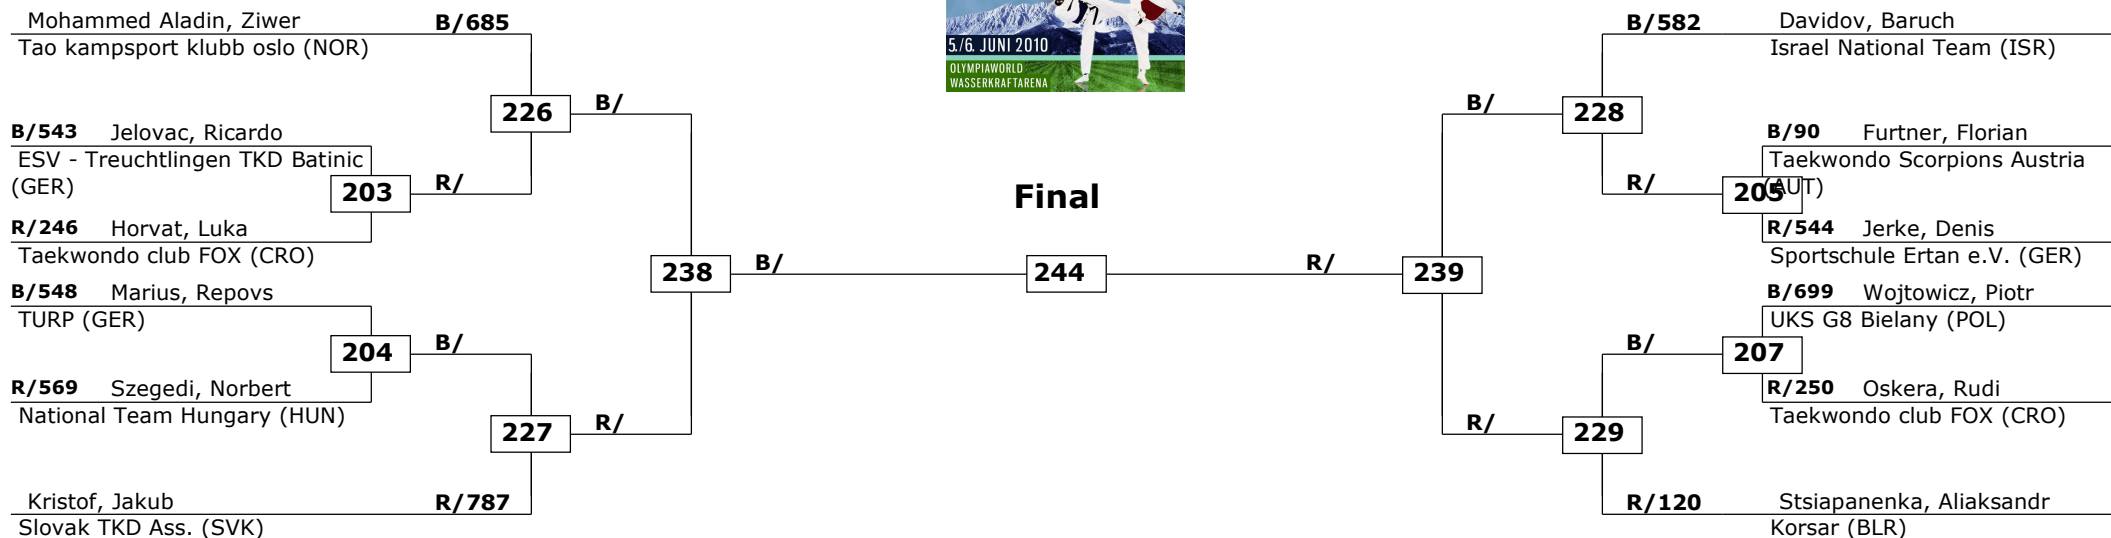 Mohammed Aladin, Ziwer B/685
Tao kampsport klubb oslo (NOR)
226 B/
B/543 Jelovac, Ricardo
ESV - Treuchtlingen TKD Batinic
(GER)
203 R/
R/246 Horvat, Luka
Taekwondo club FOX (CRO)
238 B/
B/548 Marius, Repovs
TURP (GER)
204 B/
R/569 Szegedi, Norbert
National Team Hungary (HUN)
227 R/
Kristof, Jakub R/787
Slovak TKD Ass. (SVK)
5./6. JUNI 2010
OLYMPIAWORLD
WASSERKRAFTARENA
Final
244
B/582 Davidov, Baruch
Israel National Team (ISR)
B/ 228
B/90 Furtner, Florian
Taekwondo Scorpions Austria
(AUT)
R/ 205
R/544 Jerke, Denis
Sportschule Ertan e.V. (GER)
R/ 239
B/699 Wojtowicz, Piotr
UKS G8 Bielany (POL)
B/ 207
R/250 Oskera, Rudi
Taekwondo club FOX (CRO)
R/ 229
R/120 Stsiapanenka, Aliaksandr
Korsar (BLR)